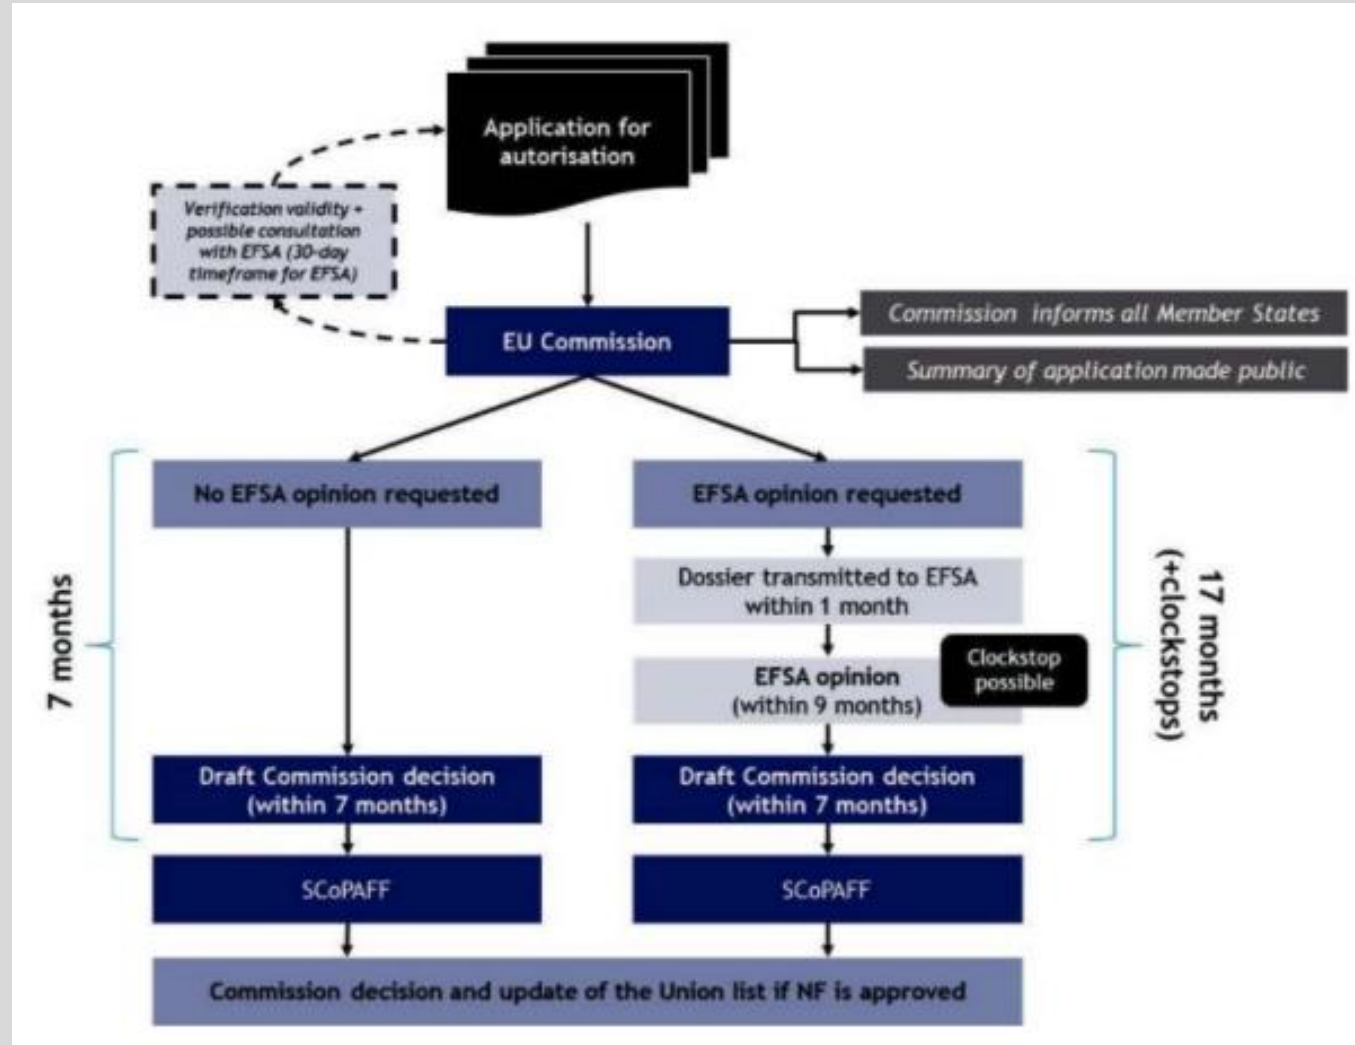 Application for
autorisation
Verification validity +
possible consultation
with EFSA (30-day
timeframe for EFSA)
EU Commission
Commission informs all Member States
Summary of application made public
No EFSA opinion requested
EFSA opinion requested
Dossier transmitted to EFSA
within 1 month
Clockstop
possible
EFSA opinion
(within 9 months)
7 months
17 months
(+clockstops)
Draft Commission decision
(within 7 months)
Draft Commission decision
(within 7 months)
SCoPAFF
SCoPAFF
Commission decision and update of the Union list if NF is approved